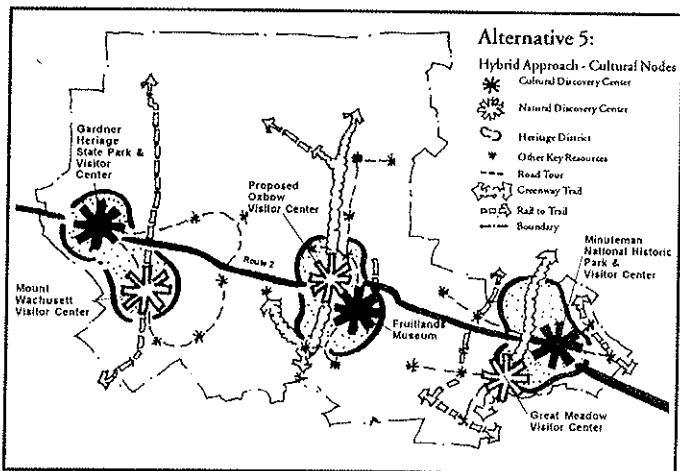 Alternative 5:
Hybrid Approach - Cultural Nodes
Cultural Discovery Center
Natural Discovery Center
Heritage District
Other Key Resources
Road Tour
Greenway Trail
Rail to Trail
Boundary
Gardner
Heriage
State Park &
Visitor
Center
Mount
Wachusett
Visitor Center
Proposed
Oxbow
Visitor Center
Route 2
Fruitlands
Museum
Minuteman
National Historic
Park &
Visitor Center
Great Meadow
Visitor Center